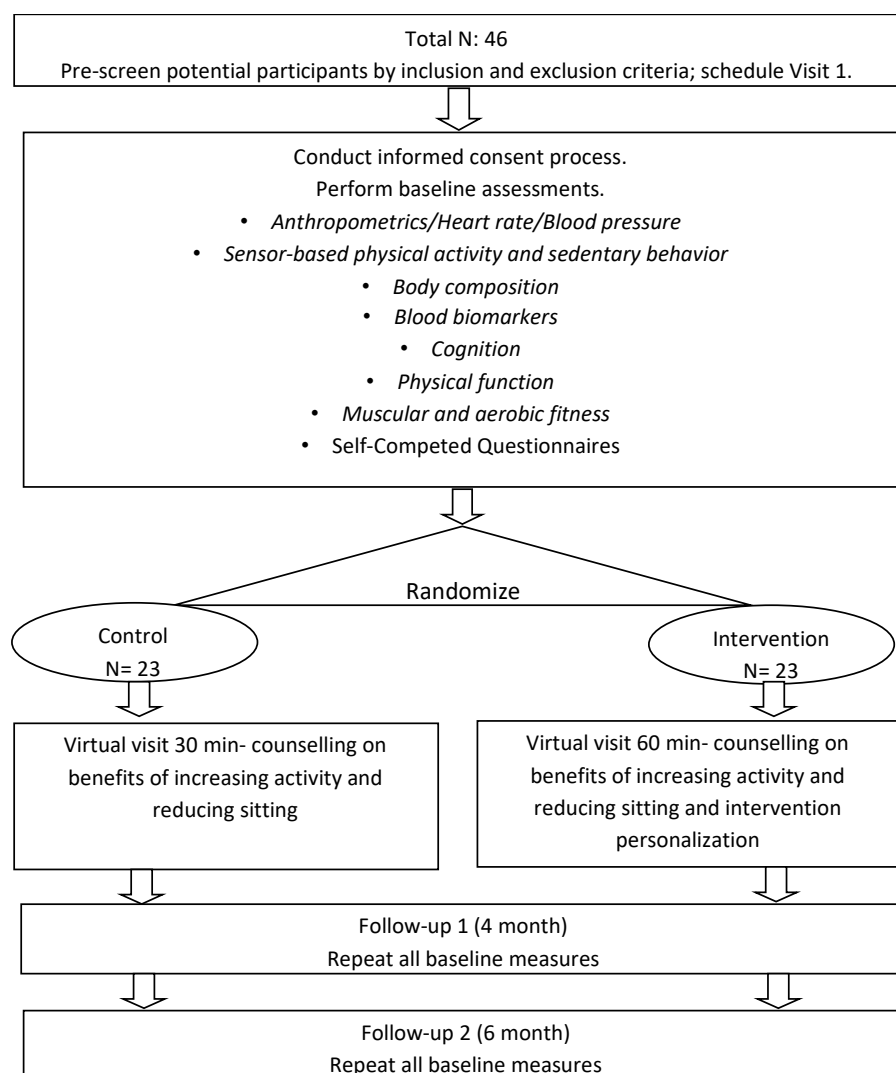 Total N: 46
Pre-screen potential participants by inclusion and exclusion criteria; schedule Visit 1.
Conduct informed consent process.
Perform baseline assessments.
• Anthropometrics/Heart rate/Blood pressure
• Sensor-based physical activity and sedentary behavior
• Body composition
• Blood biomarkers
• Cognition
• Physical function
• Muscular and aerobic fitness
• Self-Competed Questionnaires
Randomize
Control
N= 23
Intervention
N= 23
Virtual visit 30 min- counselling on
benefits of increasing activity and
reducing sitting
Virtual visit 60 min- counselling on
benefits of increasing activity and
reducing sitting and intervention
personalization
Follow-up 1 (4 month)
Repeat all baseline measures
Follow-up 2 (6 month)
Repeat all baseline measures